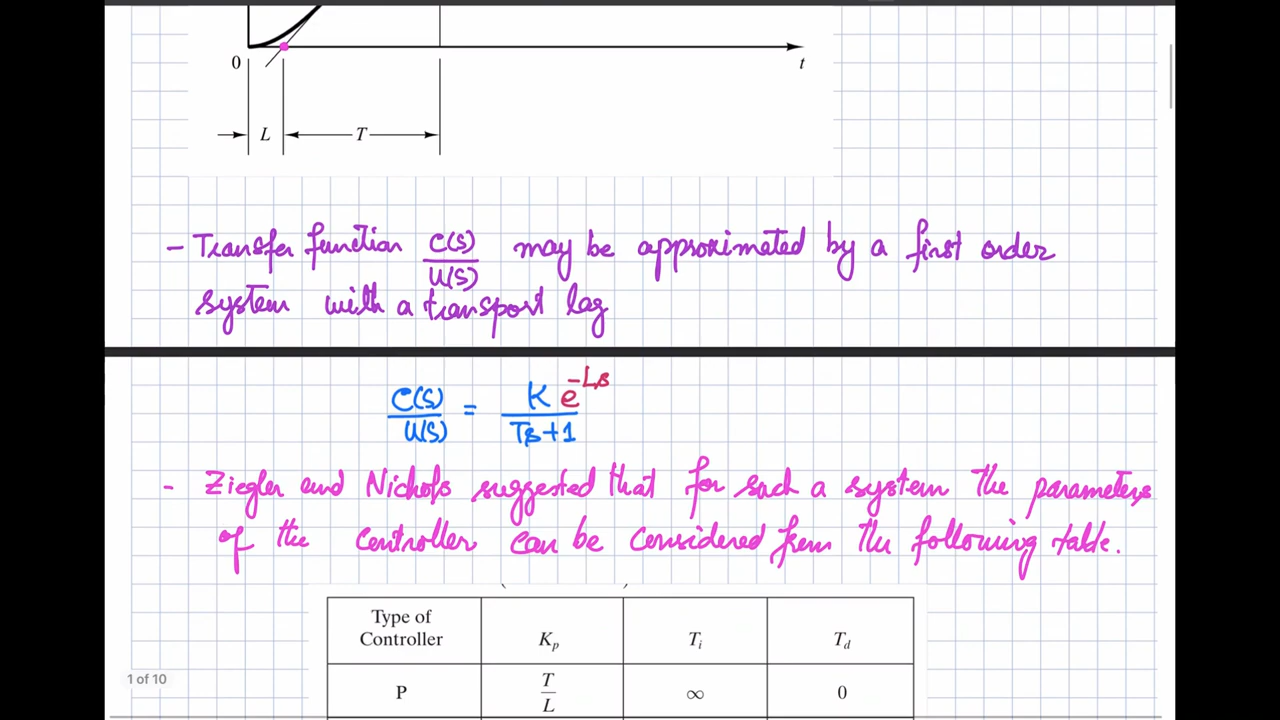 0
t
L
T
- Transfer function C(s)/U(s) may be approximated by a first order
system with a transport lag
C(s)/U(s) = K e^-Ls / Ts+1
- Ziegler and Nichols suggested that for such a system the parameters
of the controller can be considered from the following table.
Type of Controller Kp Ti Td
P T/L ∞ 0
1 of 10